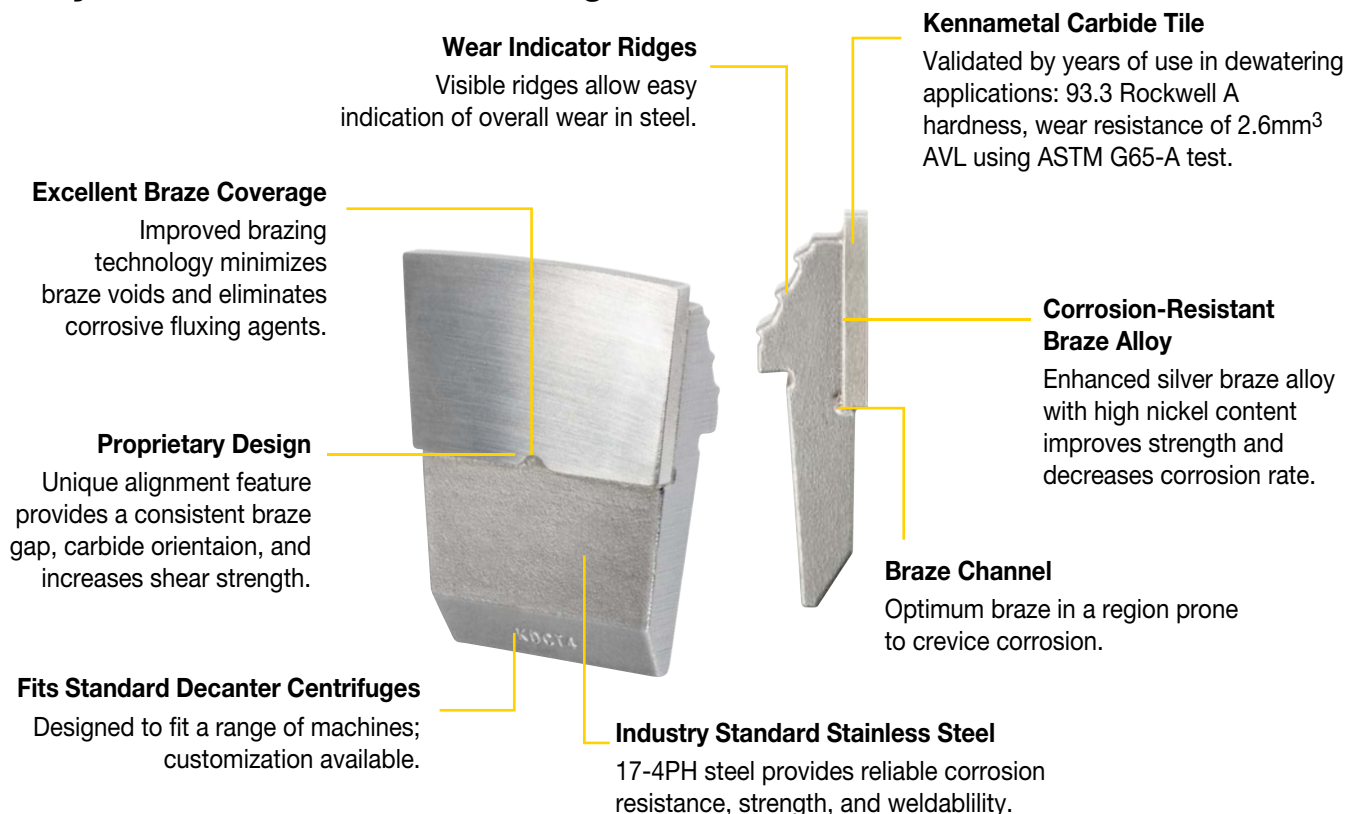 Wear Indicator Ridges
Visible ridges allow easy
indication of overall wear in steel.
Kennametal Carbide Tile
Validated by years of use in dewatering
applications: 93.3 Rockwell A
hardness, wear resistance of 2.6mm3
AVL using ASTM G65-A test.
Excellent Braze Coverage
Improved brazing
technology minimizes
braze voids and eliminates
corrosive fluxing agents.
Corrosion-Resistant
Braze Alloy
Enhanced silver braze alloy
with high nickel content
improves strength and
decreases corrosion rate.
Proprietary Design
Unique alignment feature
provides a consistent braze
gap, carbide orientaion, and
increases shear strength.
Braze Channel
Optimum braze in a region prone
to crevice corrosion.
Fits Standard Decanter Centrifuges
Designed to fit a range of machines;
customization available.
Industry Standard Stainless Steel
17-4PH steel provides reliable corrosion
resistance, strength, and weldablility.